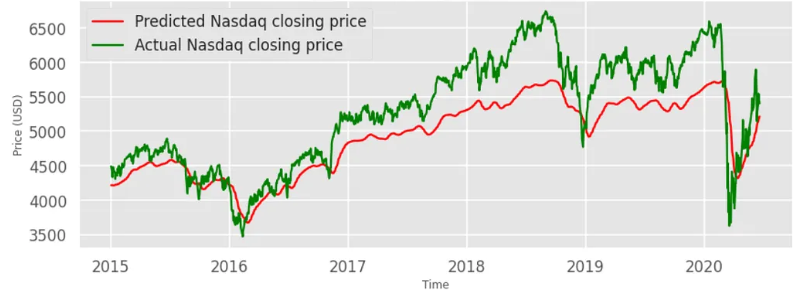 Predicted Nasdaq closing price
Actual Nasdaq closing price
Price (USD)
6500
6000
5500
5000
4500
4000
3500
2015 2016 2017 2018 2019 2020
Time